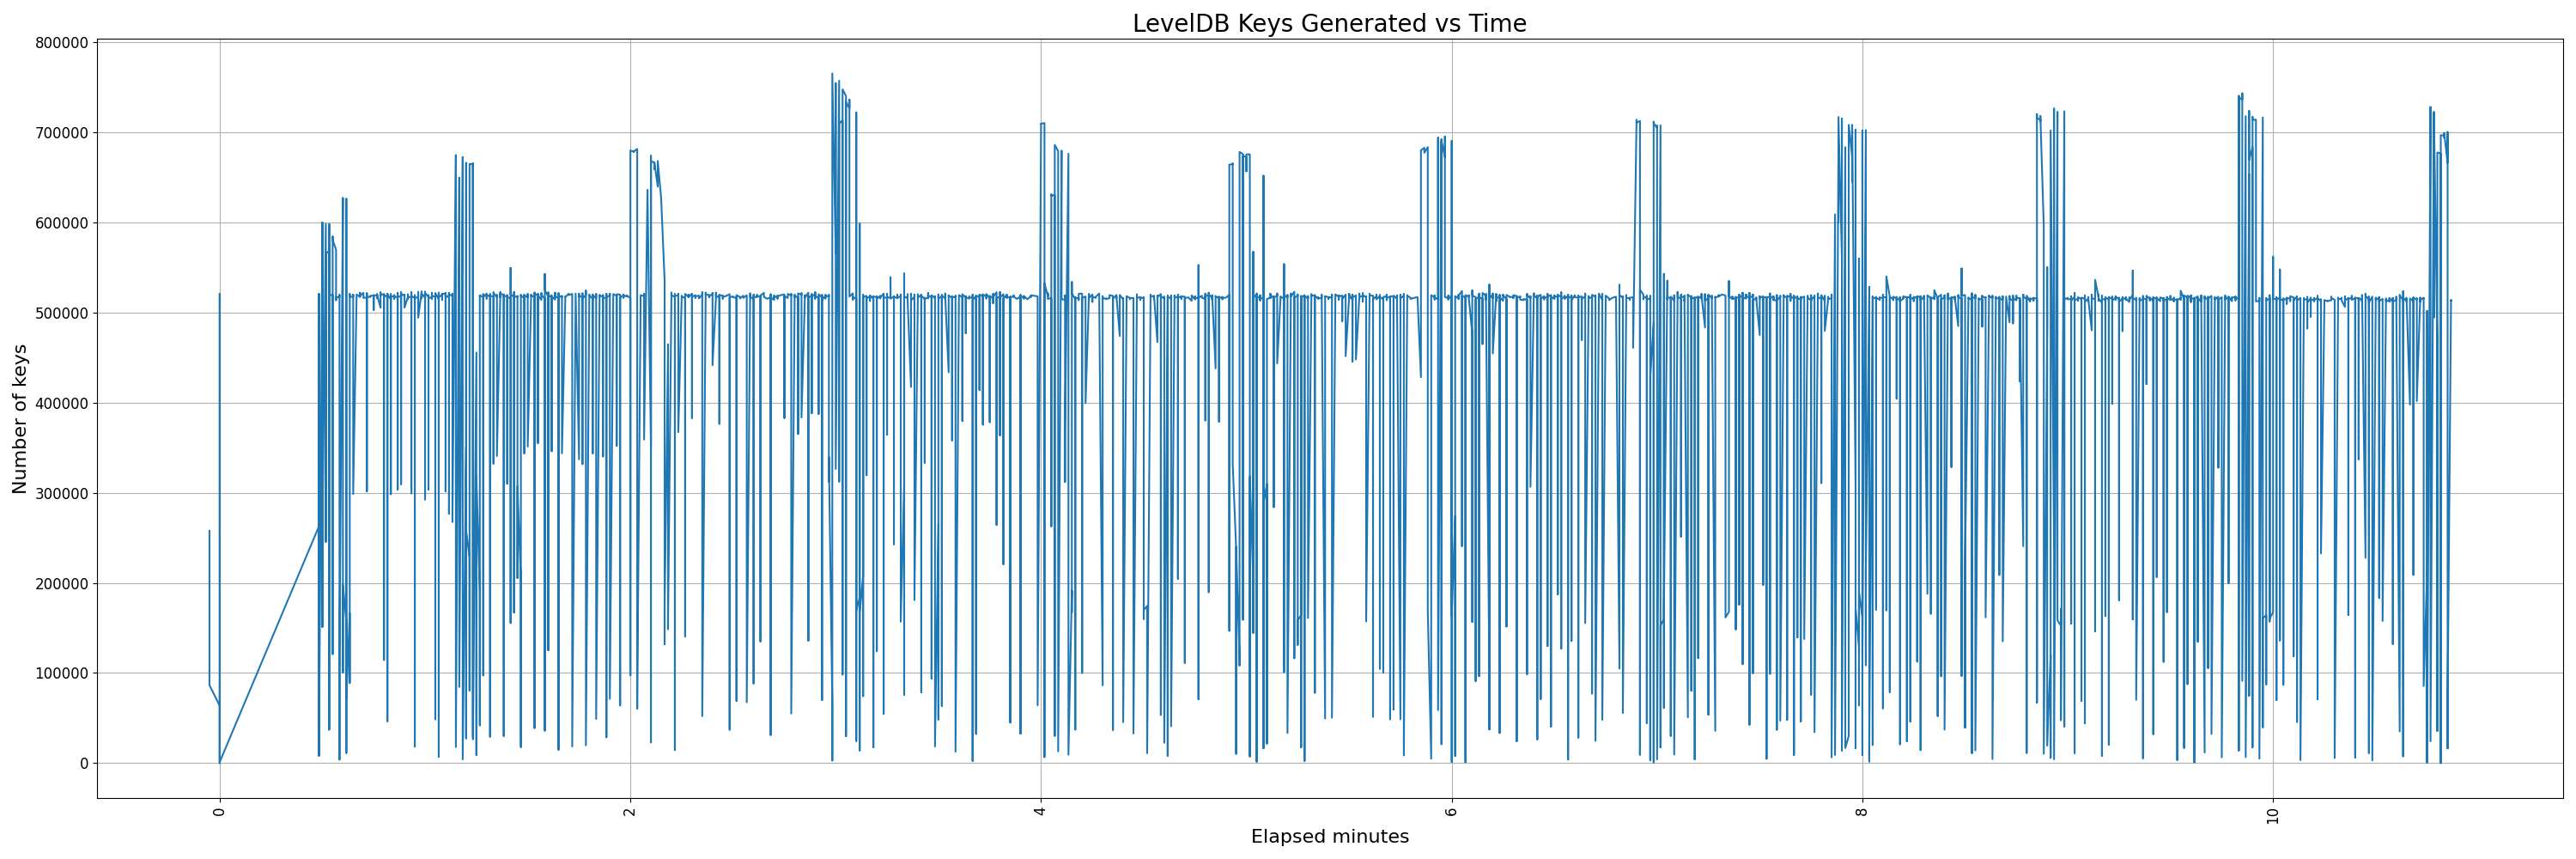 LevelDB Keys Generated vs Time
800000
700000
600000
500000
400000
300000
200000
100000
0
Number of keys
0 2 4 6 8 10
Elapsed minutes